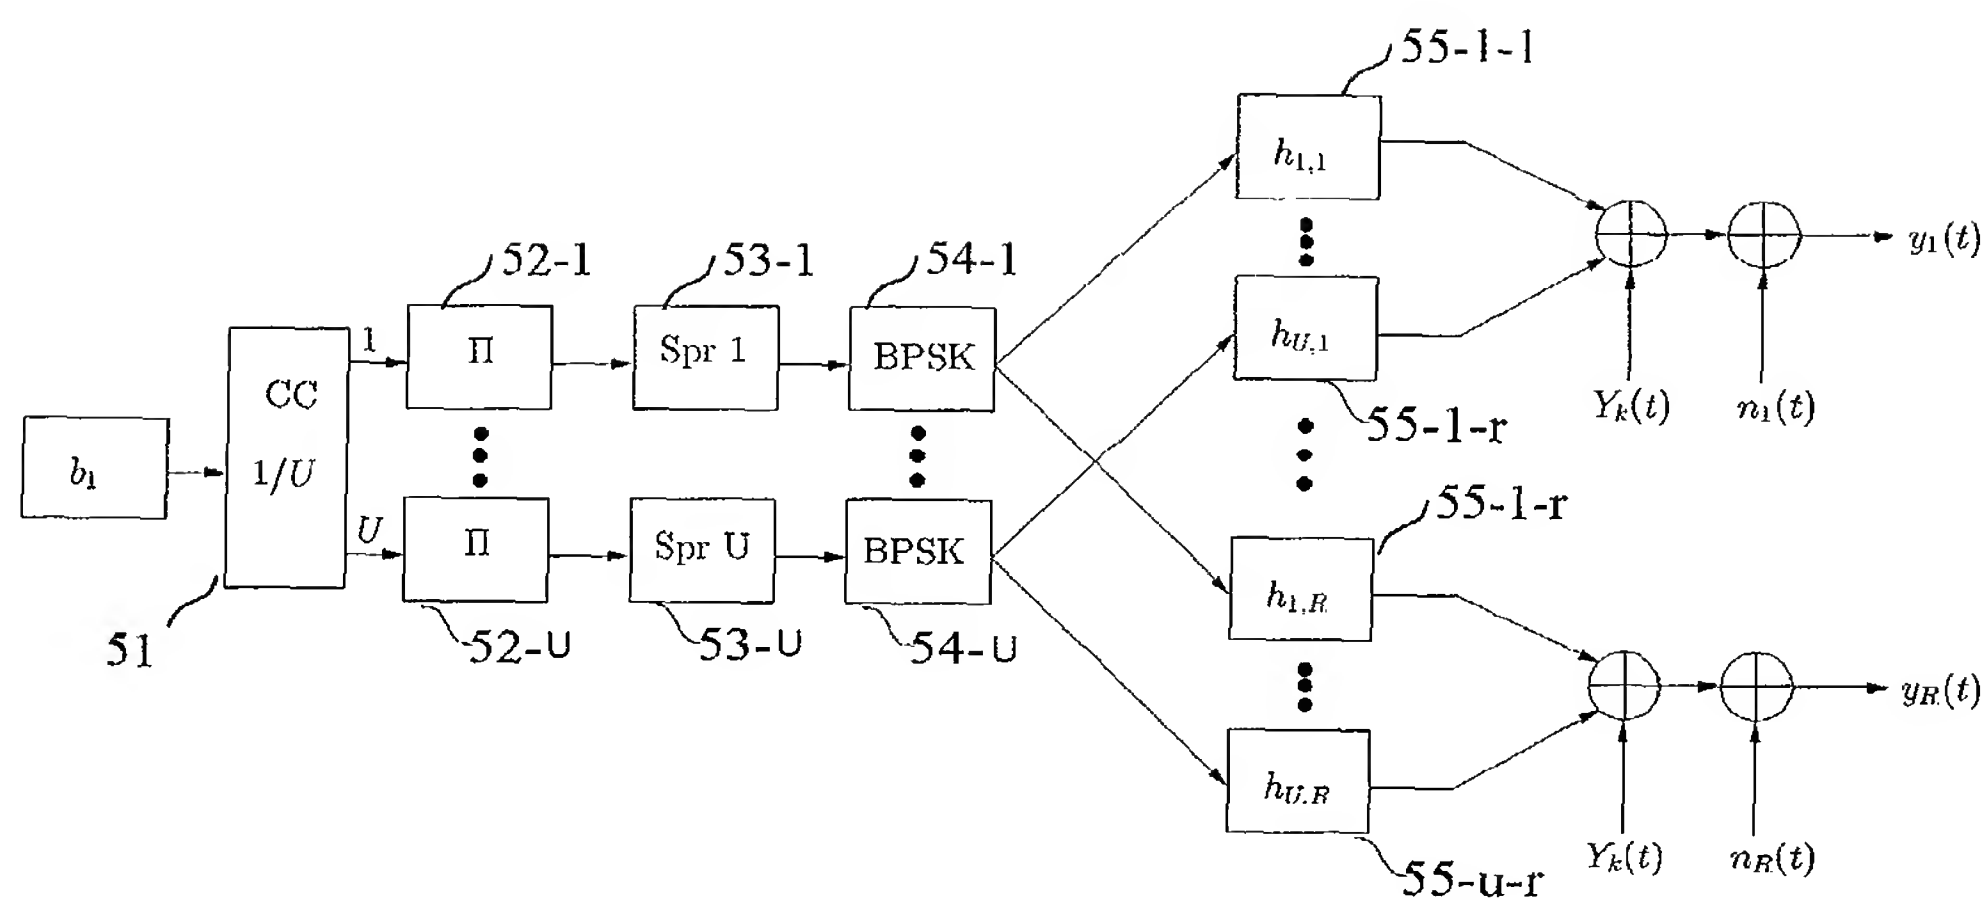 55-1-1
h1,1
y1(t)
52-1
53-1
54-1
1
Π
Spr 1
BPSK
hU,1
Yk(t)
n1(t)
CC
1/U
b1
55-1-r
55-1-r
U
Π
Spr U
BPSK
h1,R
51
52-U
53-U
54-U
yR(t)
hU,R
Yk(t)
nR(t)
55-u-r